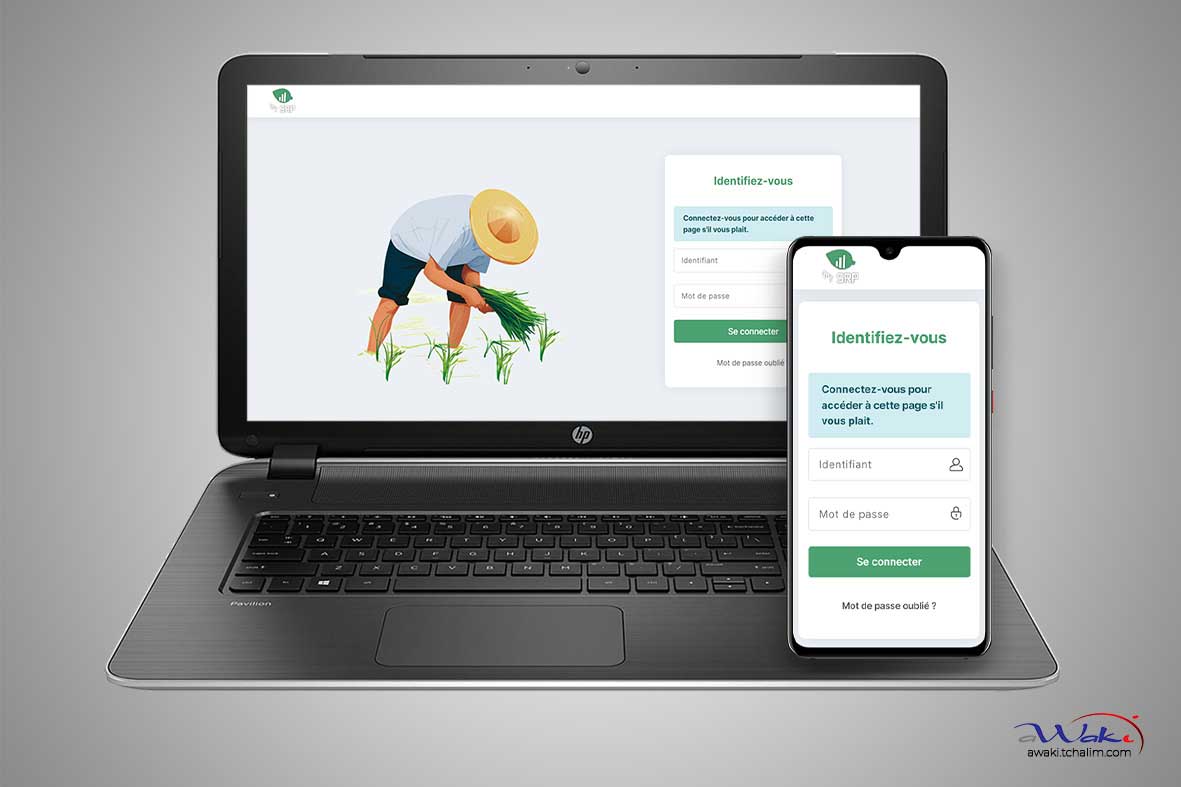 SRP
Identifiez-vous
Connectez-vous pour accéder à cette
page s'il vous plait.
Identifiant
Mot de passe
Se connecter
Mot de passe oublié
hp
Pavilion
SRP
Identifiez-vous
Connectez-vous pour
accéder à cette page s'il
vous plait.
Identifiant
Mot de passe
Se connecter
Mot de passe oublié ?
aWaki
awaki.tchalim.com